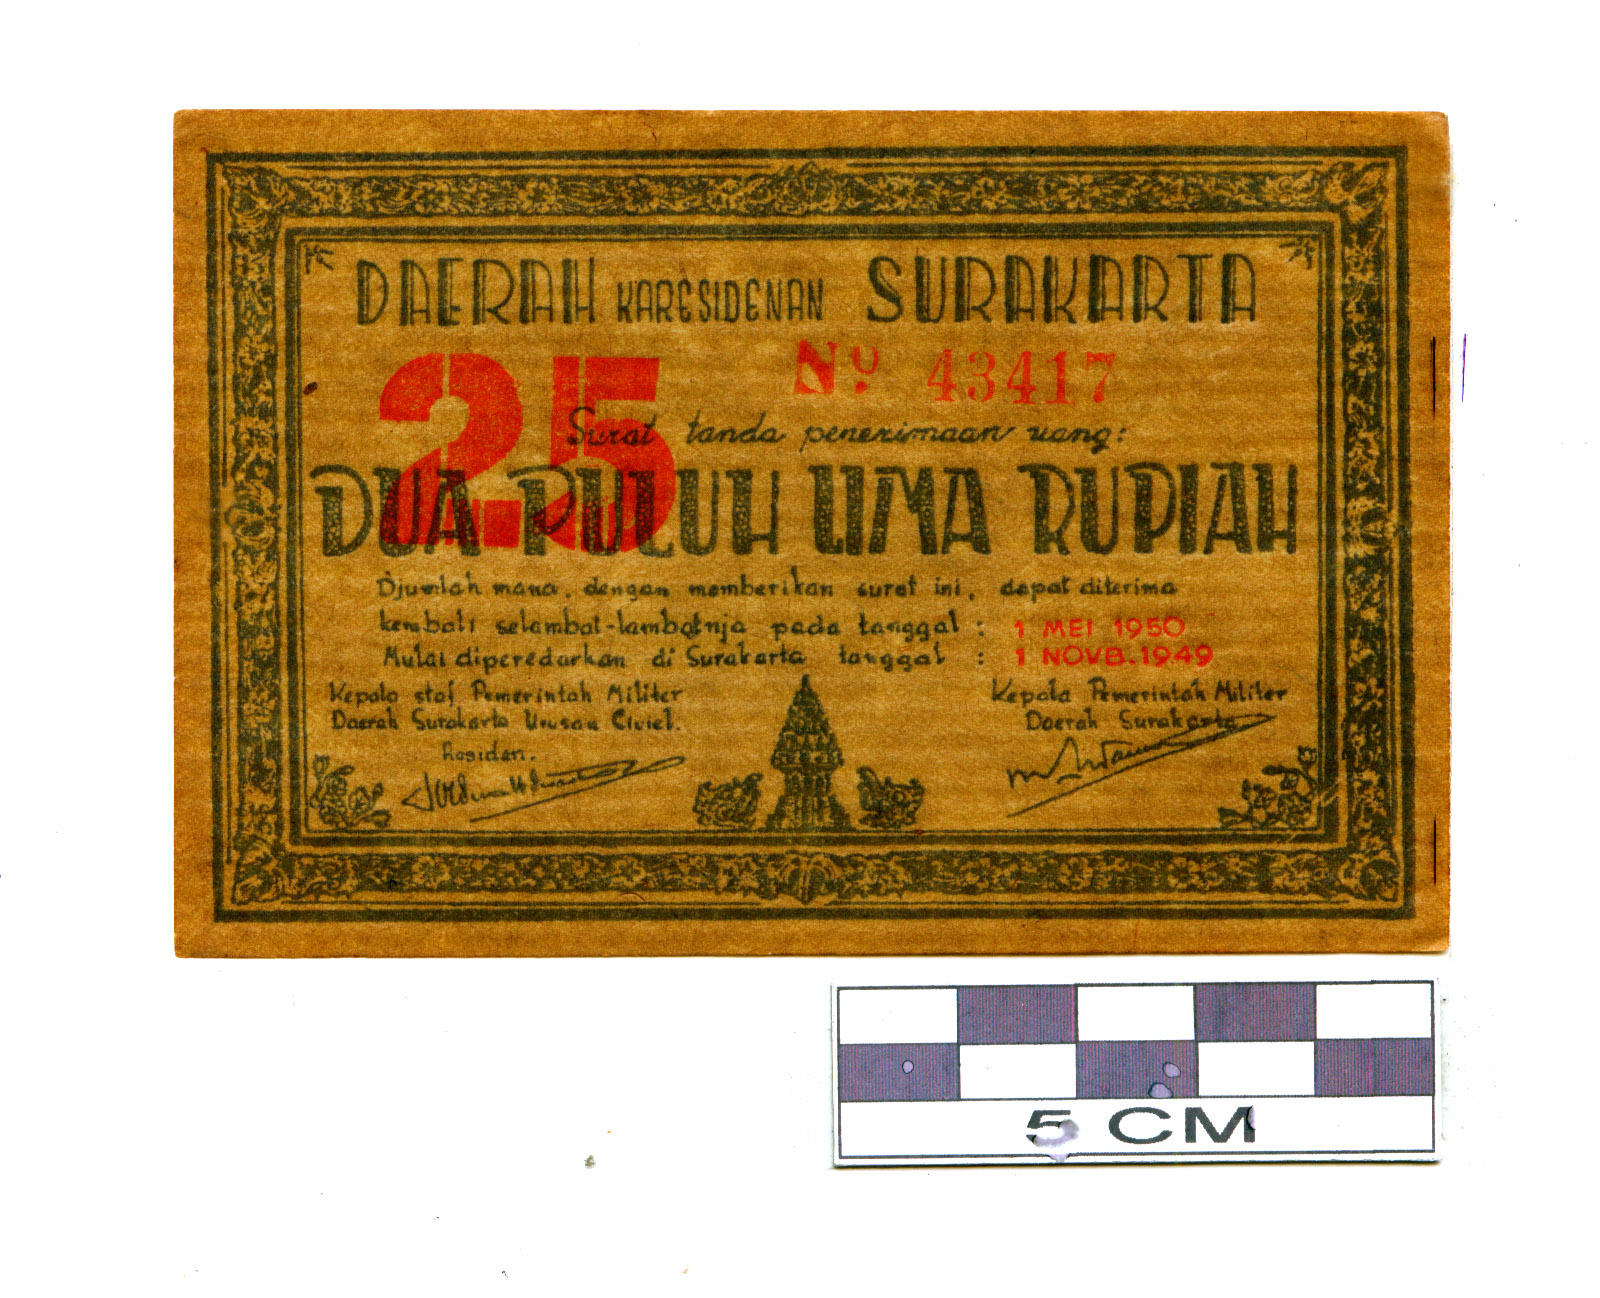 DAERAH KARESIDENAN SURAKARTA
25
No. 43417
Surat tanda penerimaan uang:
DUA PULUH LIMA RUPIAH
Djumlah mana, dengan memberikan surat ini, dapat diterima
kembali selambat-lambatnja pada tanggal : 1 MEI 1950
Mulai diperedarkan di Surakarta tanggal : 1 NOVB. 1949
Kepala staf Pemerintah Militer
Daerah Surakarta Urusan Civiel.
Residen.
Kepala Pemerintah Militer
Daerah Surakarta
5 CM